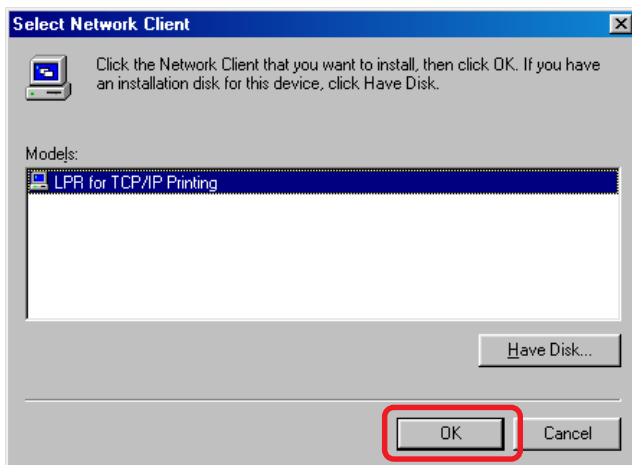 Select Network Client
Click the Network Client that you want to install, then click OK. If you have
an installation disk for this device, click Have Disk.
Models:
LPR for TCP/IP Printing
Have Disk...
OK
Cancel